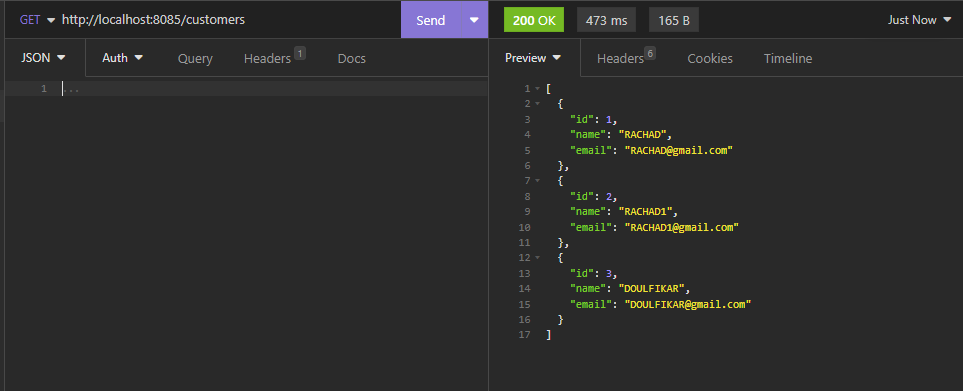 GET http://localhost:8085/customers Send 200 OK 473 ms 165 B Just Now
JSON Auth Query Headers 1 Docs Preview Headers 6 Cookies Timeline
1 ...
1 [
2 {
3 "id": 1,
4 "name": "RACHAD",
5 "email": "RACHAD@gmail.com"
6 },
7 {
8 "id": 2,
9 "name": "RACHAD1",
10 "email": "RACHAD1@gmail.com"
11 },
12 {
13 "id": 3,
14 "name": "DOULFIKAR",
15 "email": "DOULFIKAR@gmail.com"
16 }
17 ]